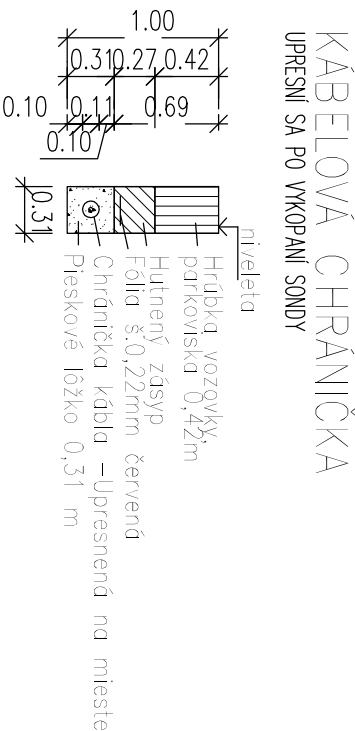 KÁBELOVÁ CHRÁNIČKA
UPRESNÍ SA PO VYKOPANÍ SONDY
niveleta
Hrúbka vozovky,
parkoviska 0,42m
Hutnený zásyp
Fólia š.0,22mm červená
Chránička kábla -Upresnená na mieste
Pieskové lôžko 0,31 m
1.00
0.31 0.27 0.42
0.10 0.11 0.69
0.10
0.31